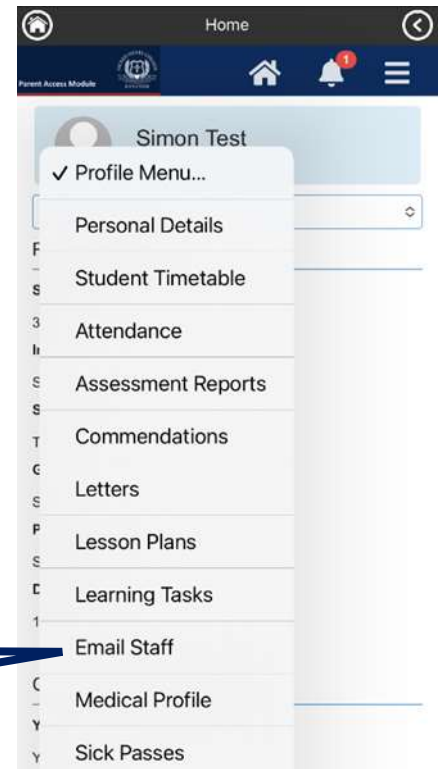 Home
Parent Access Module
1
Simon Test
✓ Profile Menu...
Personal Details
Student Timetable
Attendance
Assessment Reports
Commendations
Letters
Lesson Plans
Learning Tasks
Email Staff
Medical Profile
Sick Passes